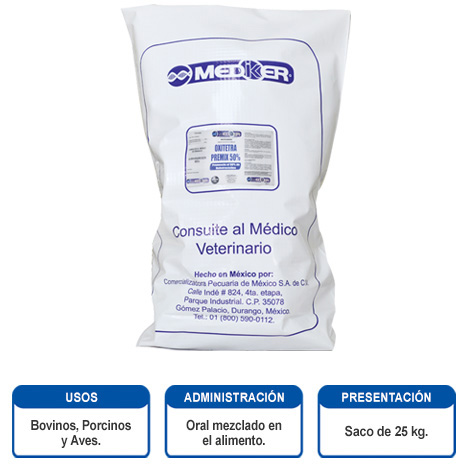 MEDIKER
OXITETRA
PREMIX 50%
Consulte al Médico
Veterinario
Hecho en México por:
Comercializadora Pecuaria de México S.A. de C.V.
Calle Indé # 824, 4ta. etapa,
Parque Industrial. C.P. 35078
Gómez Palacio, Durango, México.
Tel.: 01 (800) 590-0112.
USOS
Bovinos, Porcinos
y Aves.
ADMINISTRACIÓN
Oral mezclado en
el alimento.
PRESENTACIÓN
Saco de 25 kg.